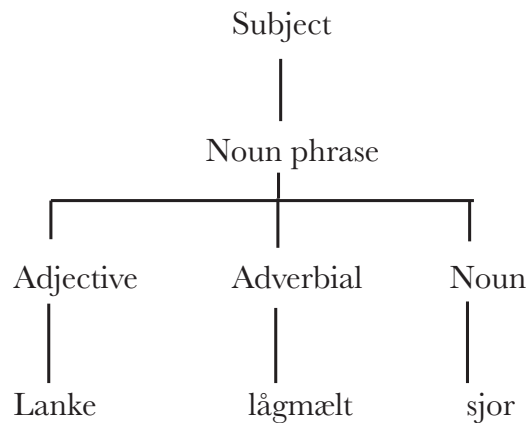 Subject
Noun phrase
Adjective Adverbial Noun
Lanke lågmælt sjor